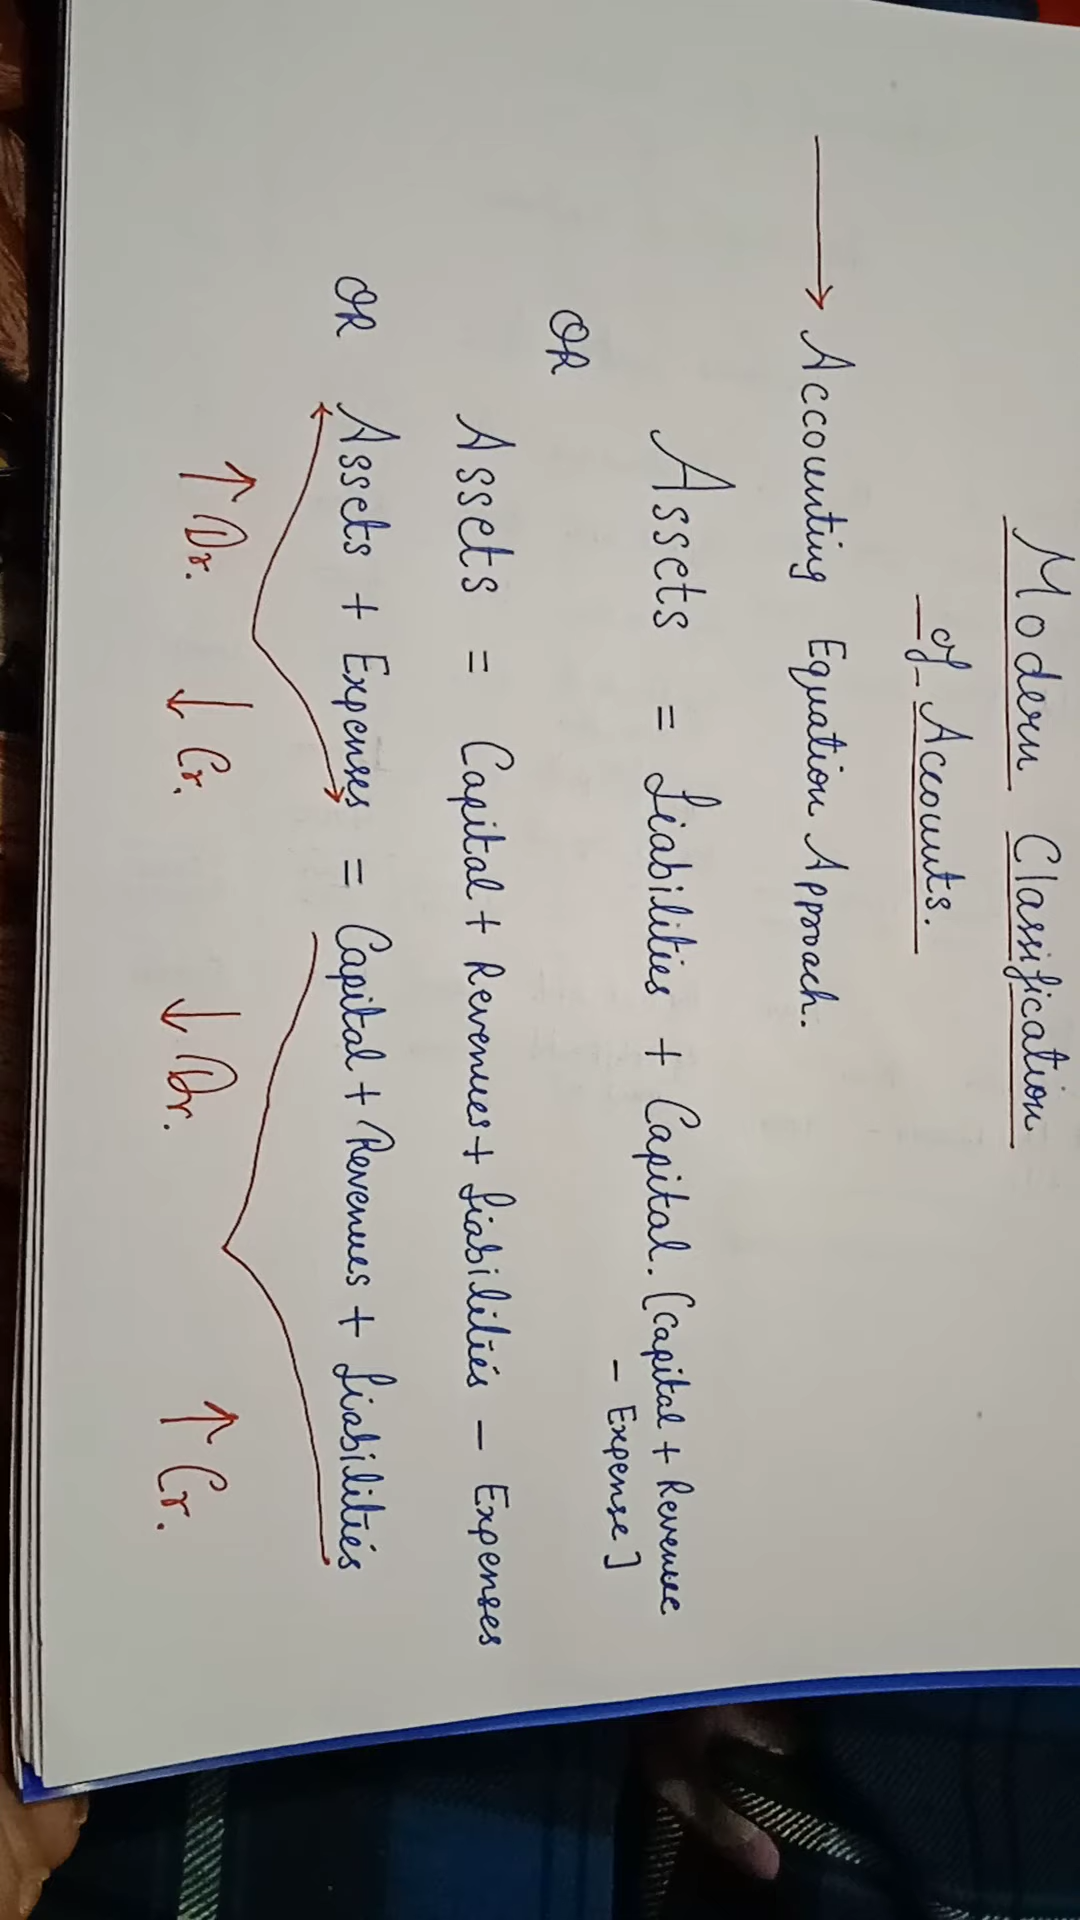 Modern Classification
of Accounts.
→ Accounting Equation Approach.
Assets = Liabilities + Capital. [Capital + Revenue
- Expense]
OR
Assets = Capital + Revenues + Liabilities - Expenses
OR Assets + Expenses = Capital + Revenues + Liabilities
↑ Dr. ↓ Cr. ↓ Dr. ↑ Cr.